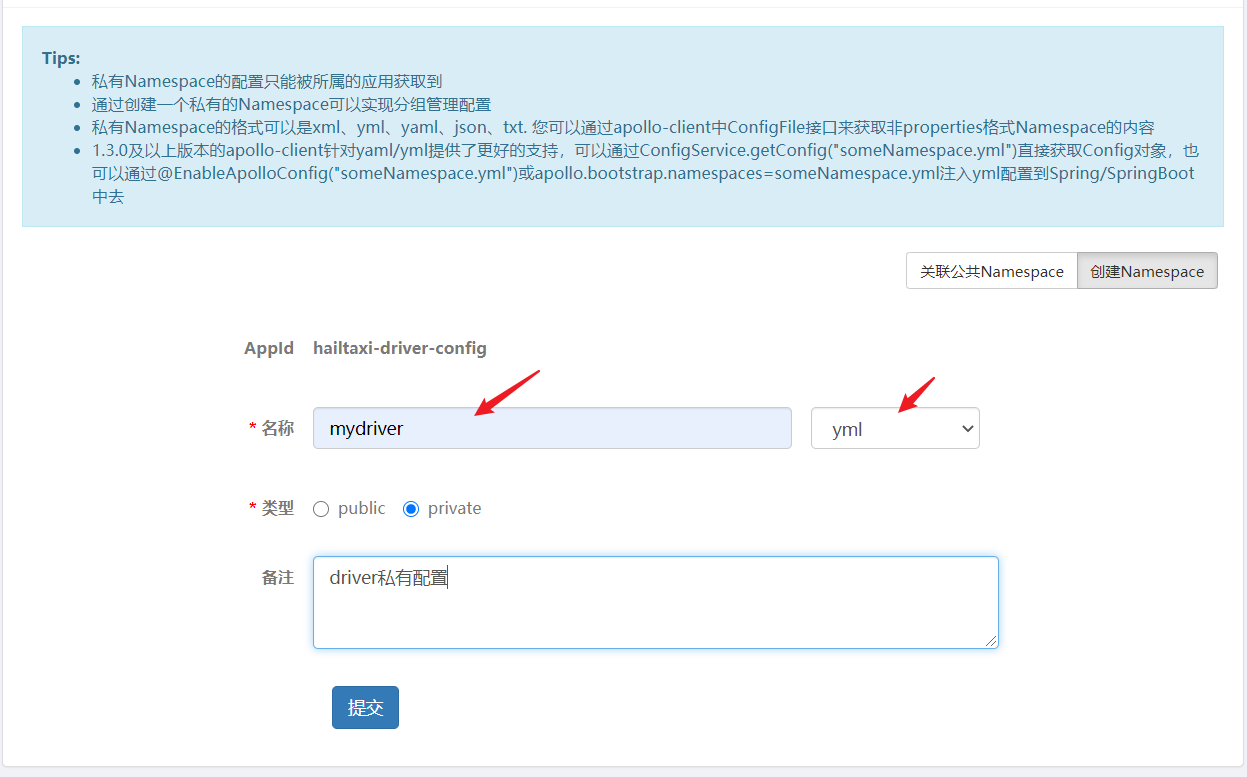 Tips:
私有Namespace的配置只能被所属的应用获取到
通过创建一个私有的Namespace可以实现分组管理配置
私有Namespace的格式可以是xml、yml、yaml、json、txt. 您可以通过apollo-client中ConfigFile接口来获取非properties格式Namespace的内容
1.3.0及以上版本的apollo-client针对yaml/yml提供了更好的支持，可以通过ConfigService.getConfig("someNamespace.yml")直接获取Config对象，也
可以通过@EnableApolloConfig("someNamespace.yml")或apollo.bootstrap.namespaces=someNamespace.yml注入yml配置到Spring/SpringBoot
中去
关联公共Namespace 创建Namespace
AppId hailtaxi-driver-config
* 名称 mydriver yml
* 类型 public private
备注 driver私有配置
提交